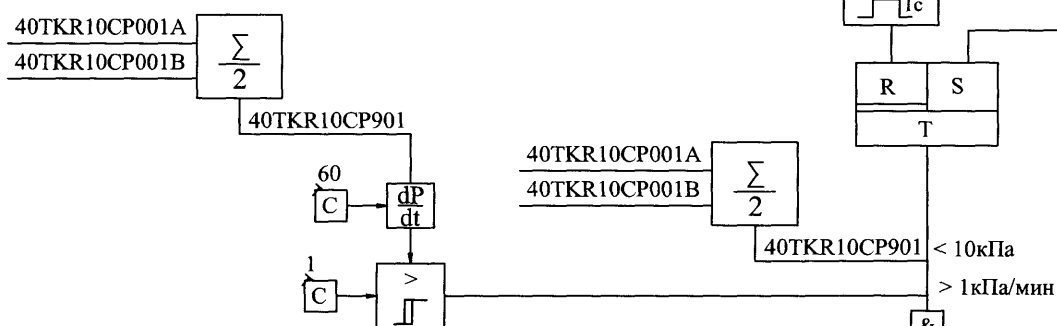 1с
40TKR10CP001A
40TKR10CP001B
∑
2
R
S
T
40TKR10CP901
40TKR10CP001A
40TKR10CP001B
∑
2
60
C
dP
dt
40TKR10CP901
< 10кПа
1
C
>
> 1кПа/мин
&